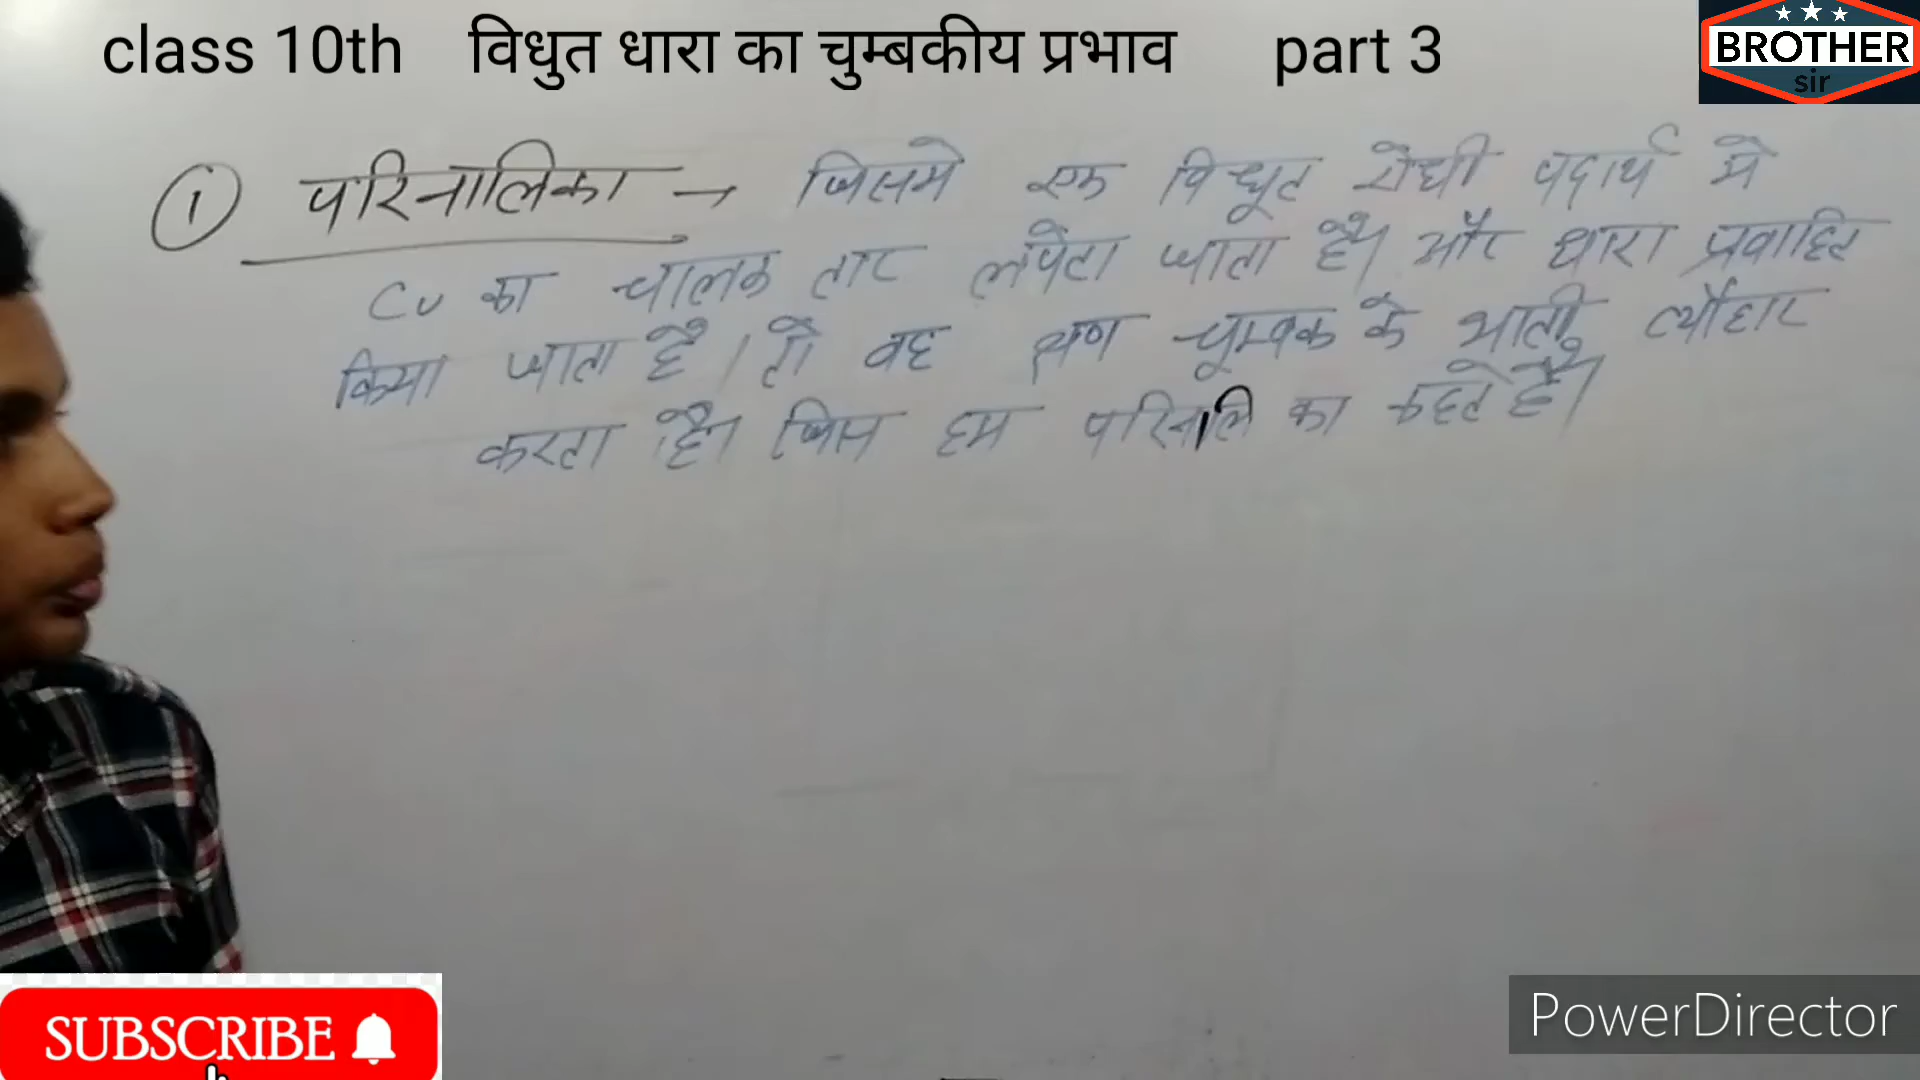 class 10th विधुत धारा का चुम्बकीय प्रभाव part 3
BROTHER
sir
① परिनालिका → जिसमे एक विधूत रोधी पदार्थ मे
Cu का चालक तार लपेटा जाता है। और धारा प्रवाहित
किया जाता है। तो वह क्षण चूम्बक के भाती व्यौहार
करता है। जिस हम परिनालिका कहते है।
SUBSCRIBE
PowerDirector